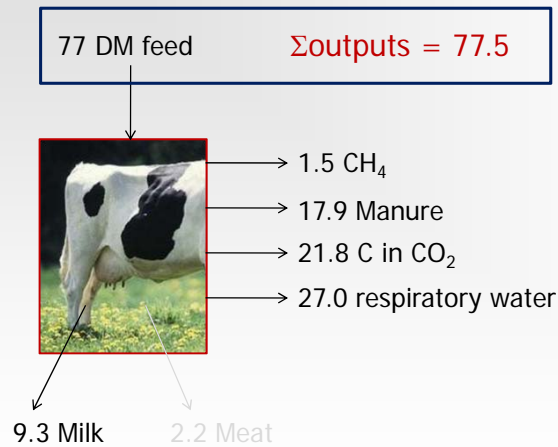 77 DM feed Σoutputs = 77.5
1.5 CH₄
17.9 Manure
21.8 C in CO₂
27.0 respiratory water
9.3 Milk 2.2 Meat